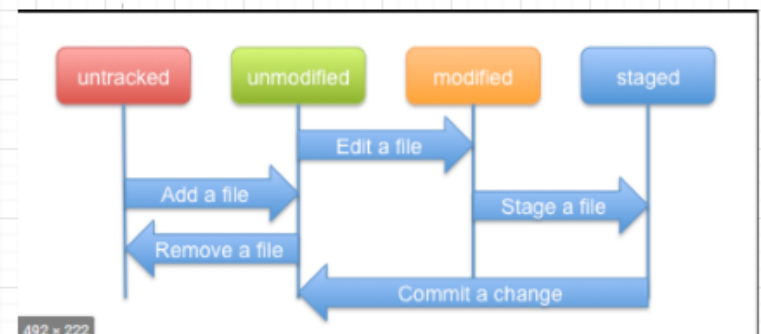 untracked
unmodified
modified
staged
Edit a file
Add a file
Stage a file
Remove a file
Commit a change
492 × 222